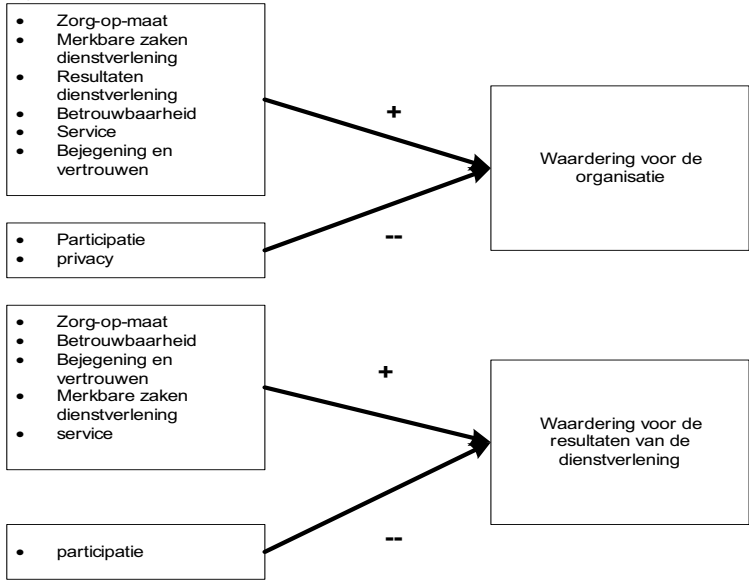 • Zorg-op-maat
• Merkbare zaken
dienstverlening
• Resultaten
dienstverlening
• Betrouwbaarheid
• Service
• Bejegening en
vertrouwen
+
Waardering voor de
organisatie
• Participatie
• privacy
--
• Zorg-op-maat
• Betrouwbaarheid
• Bejegening en
vertrouwen
• Merkbare zaken
dienstverlening
• service
+
Waardering voor de
resultaten van de
dienstverlening
• participatie
--